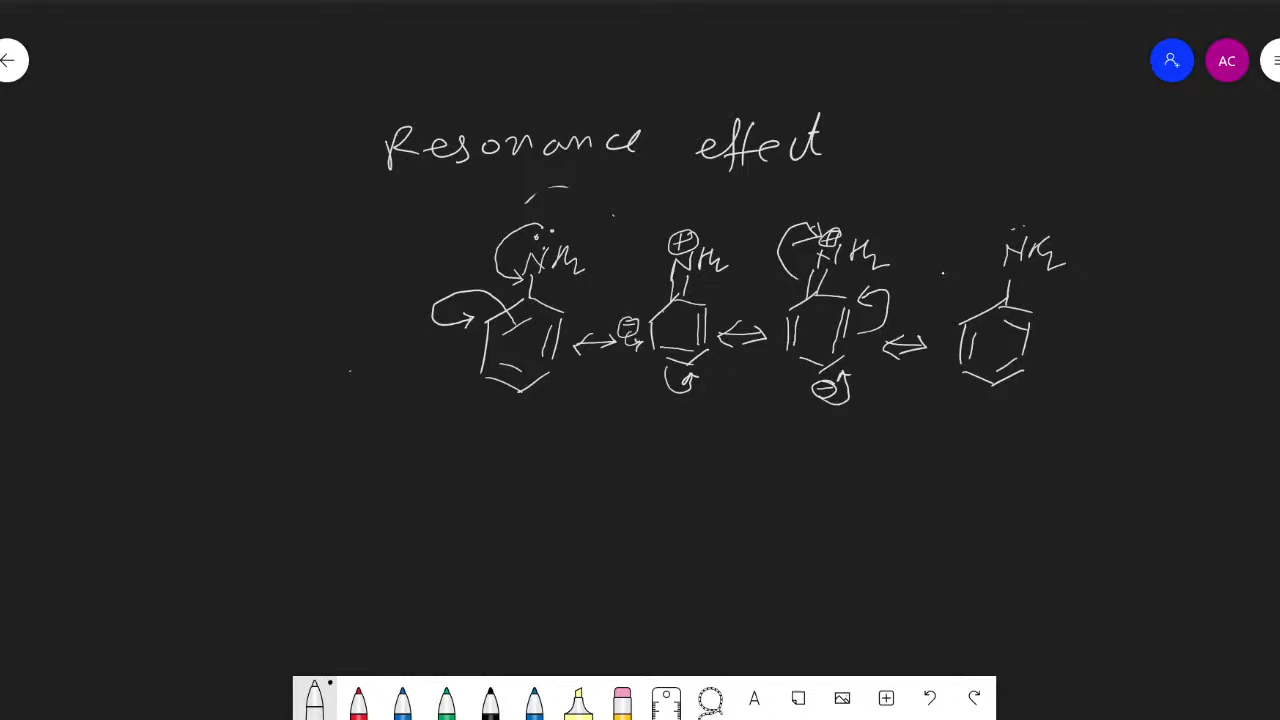 AC
Resonance effect
NH2 ⊕ NH2 ⊕ NH2 NH2
⊖
⊖
A